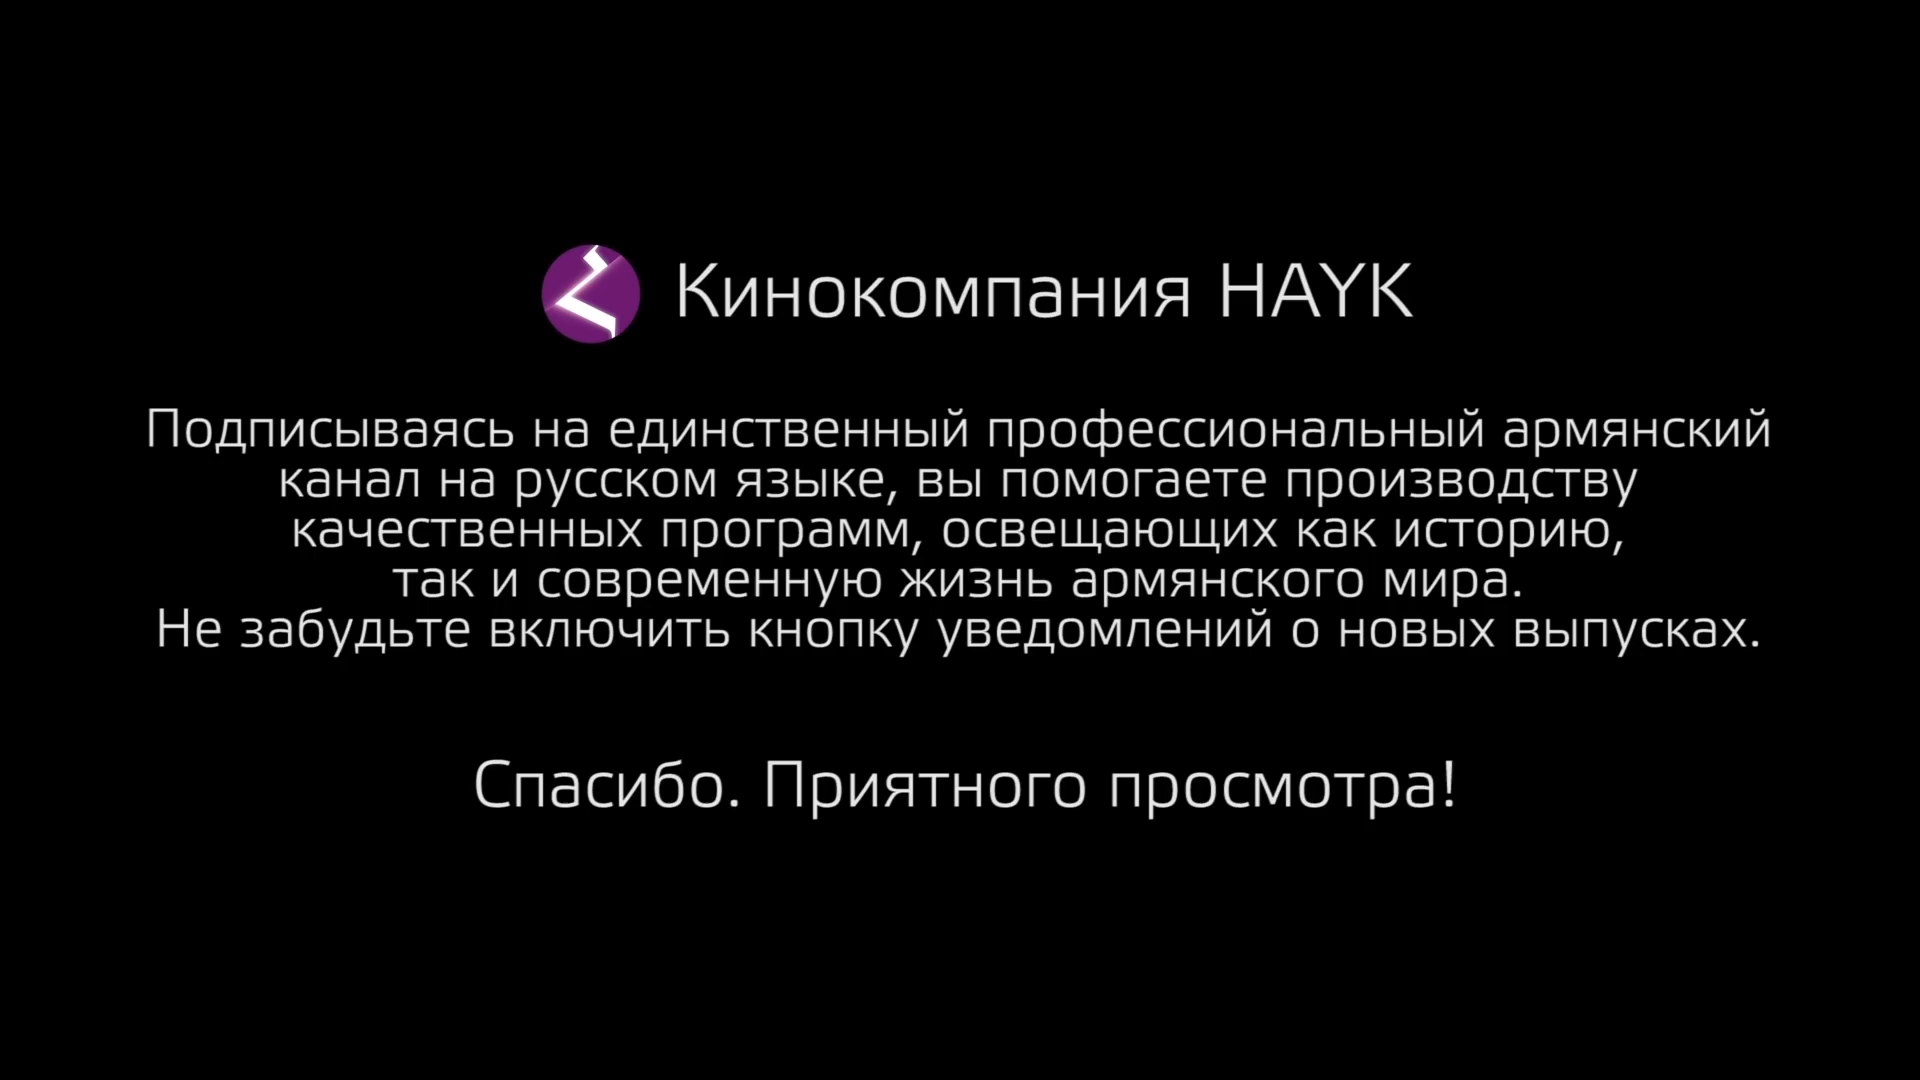 Кинокомпания HAYK
Подписываясь на единственный профессиональный армянский
канал на русском языке, вы помогаете производству
качественных программ, освещающих как историю,
так и современную жизнь армянского мира.
Не забудьте включить кнопку уведомлений о новых выпусках.
Спасибо. Приятного просмотра!